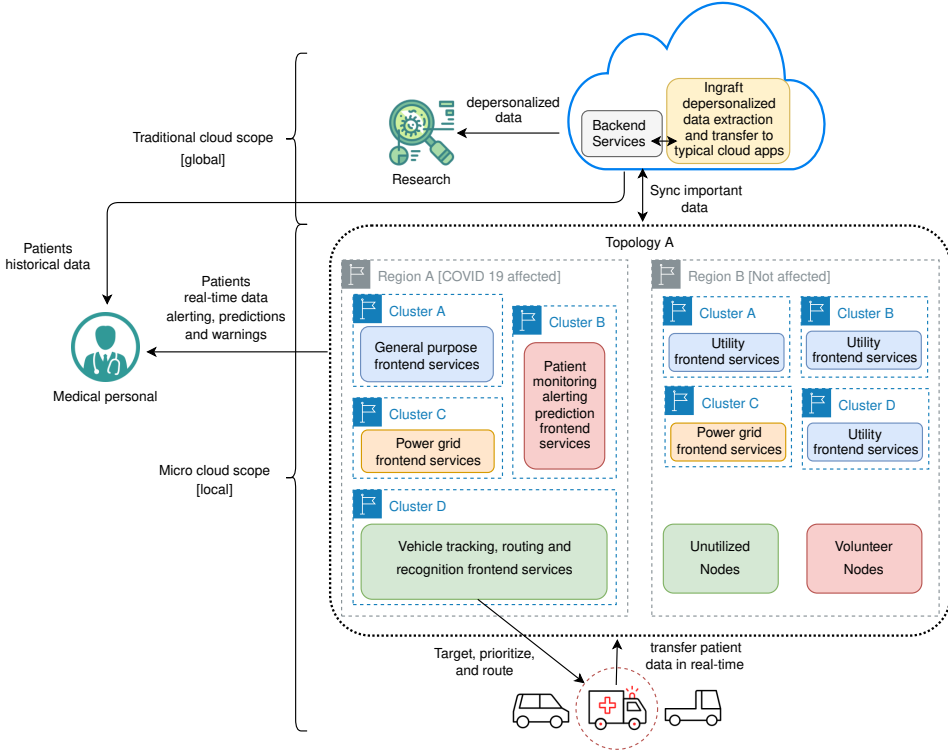 Traditional cloud scope
[global]
depersonalized
data
Research
Backend
Services
Ingraft
depersonalized
data extraction
and transfer to
typical cloud apps
Sync important
data
Patients
historical data
Patients
real-time data
alerting, predictions
and warnings
Medical personal
Micro cloud scope
[local]
Topology A
Region A [COVID 19 affected]
Cluster A
General purpose
frontend services
Cluster B
Patient
monitoring
alerting
prediction
frontend
services
Cluster C
Power grid
frontend services
Cluster D
Vehicle tracking, routing and
recognition frontend services
Region B [Not affected]
Cluster A
Utility
frontend services
Cluster B
Utility
frontend services
Cluster C
Power grid
frontend services
Cluster D
Utility
frontend services
Unutilized
Nodes
Volunteer
Nodes
Target, prioritize,
and route
transfer patient
data in real-time